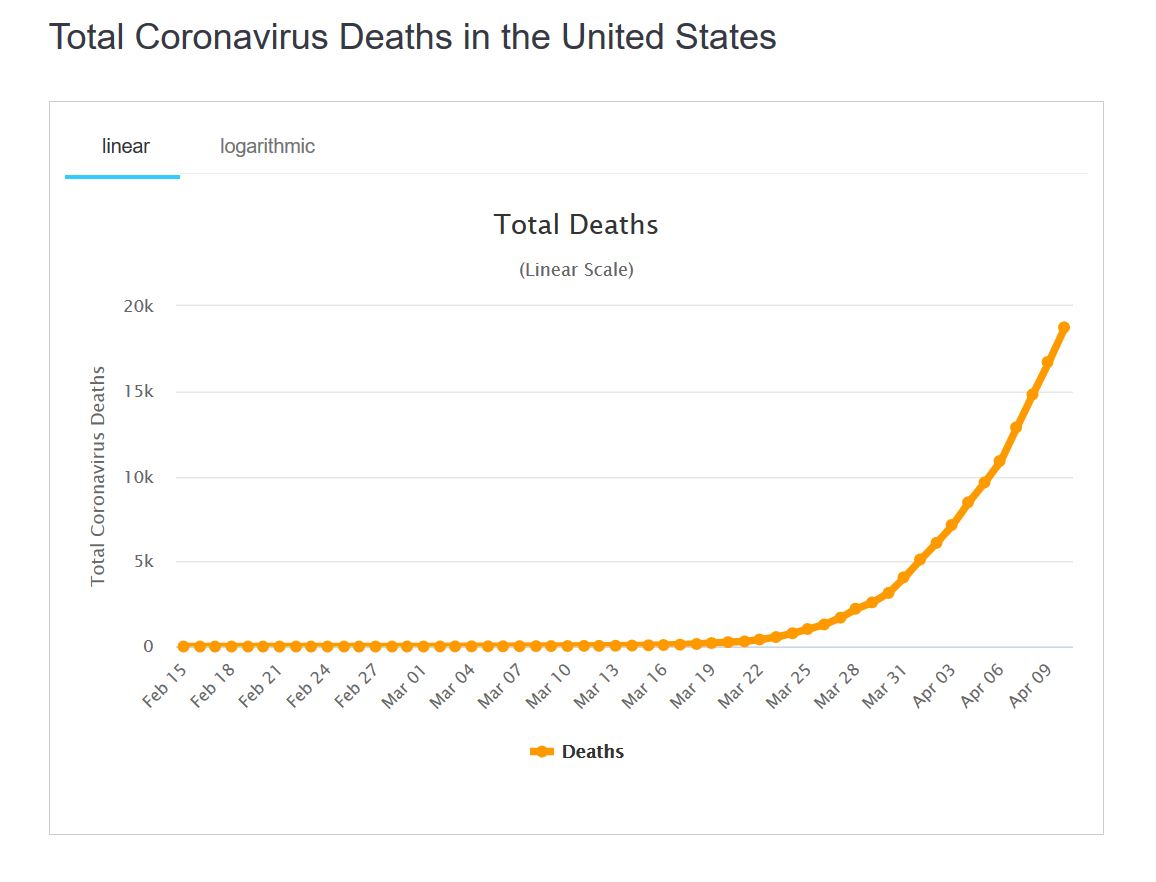 Total Coronavirus Deaths in the United States
linear logarithmic
Total Deaths
(Linear Scale)
Total Coronavirus Deaths
20k
15k
10k
5k
0
Feb 15 Feb 18 Feb 21 Feb 24 Feb 27 Mar 01 Mar 04 Mar 07 Mar 10 Mar 13 Mar 16 Mar 19 Mar 22 Mar 25 Mar 28 Mar 31 Apr 03 Apr 06 Apr 09
Deaths